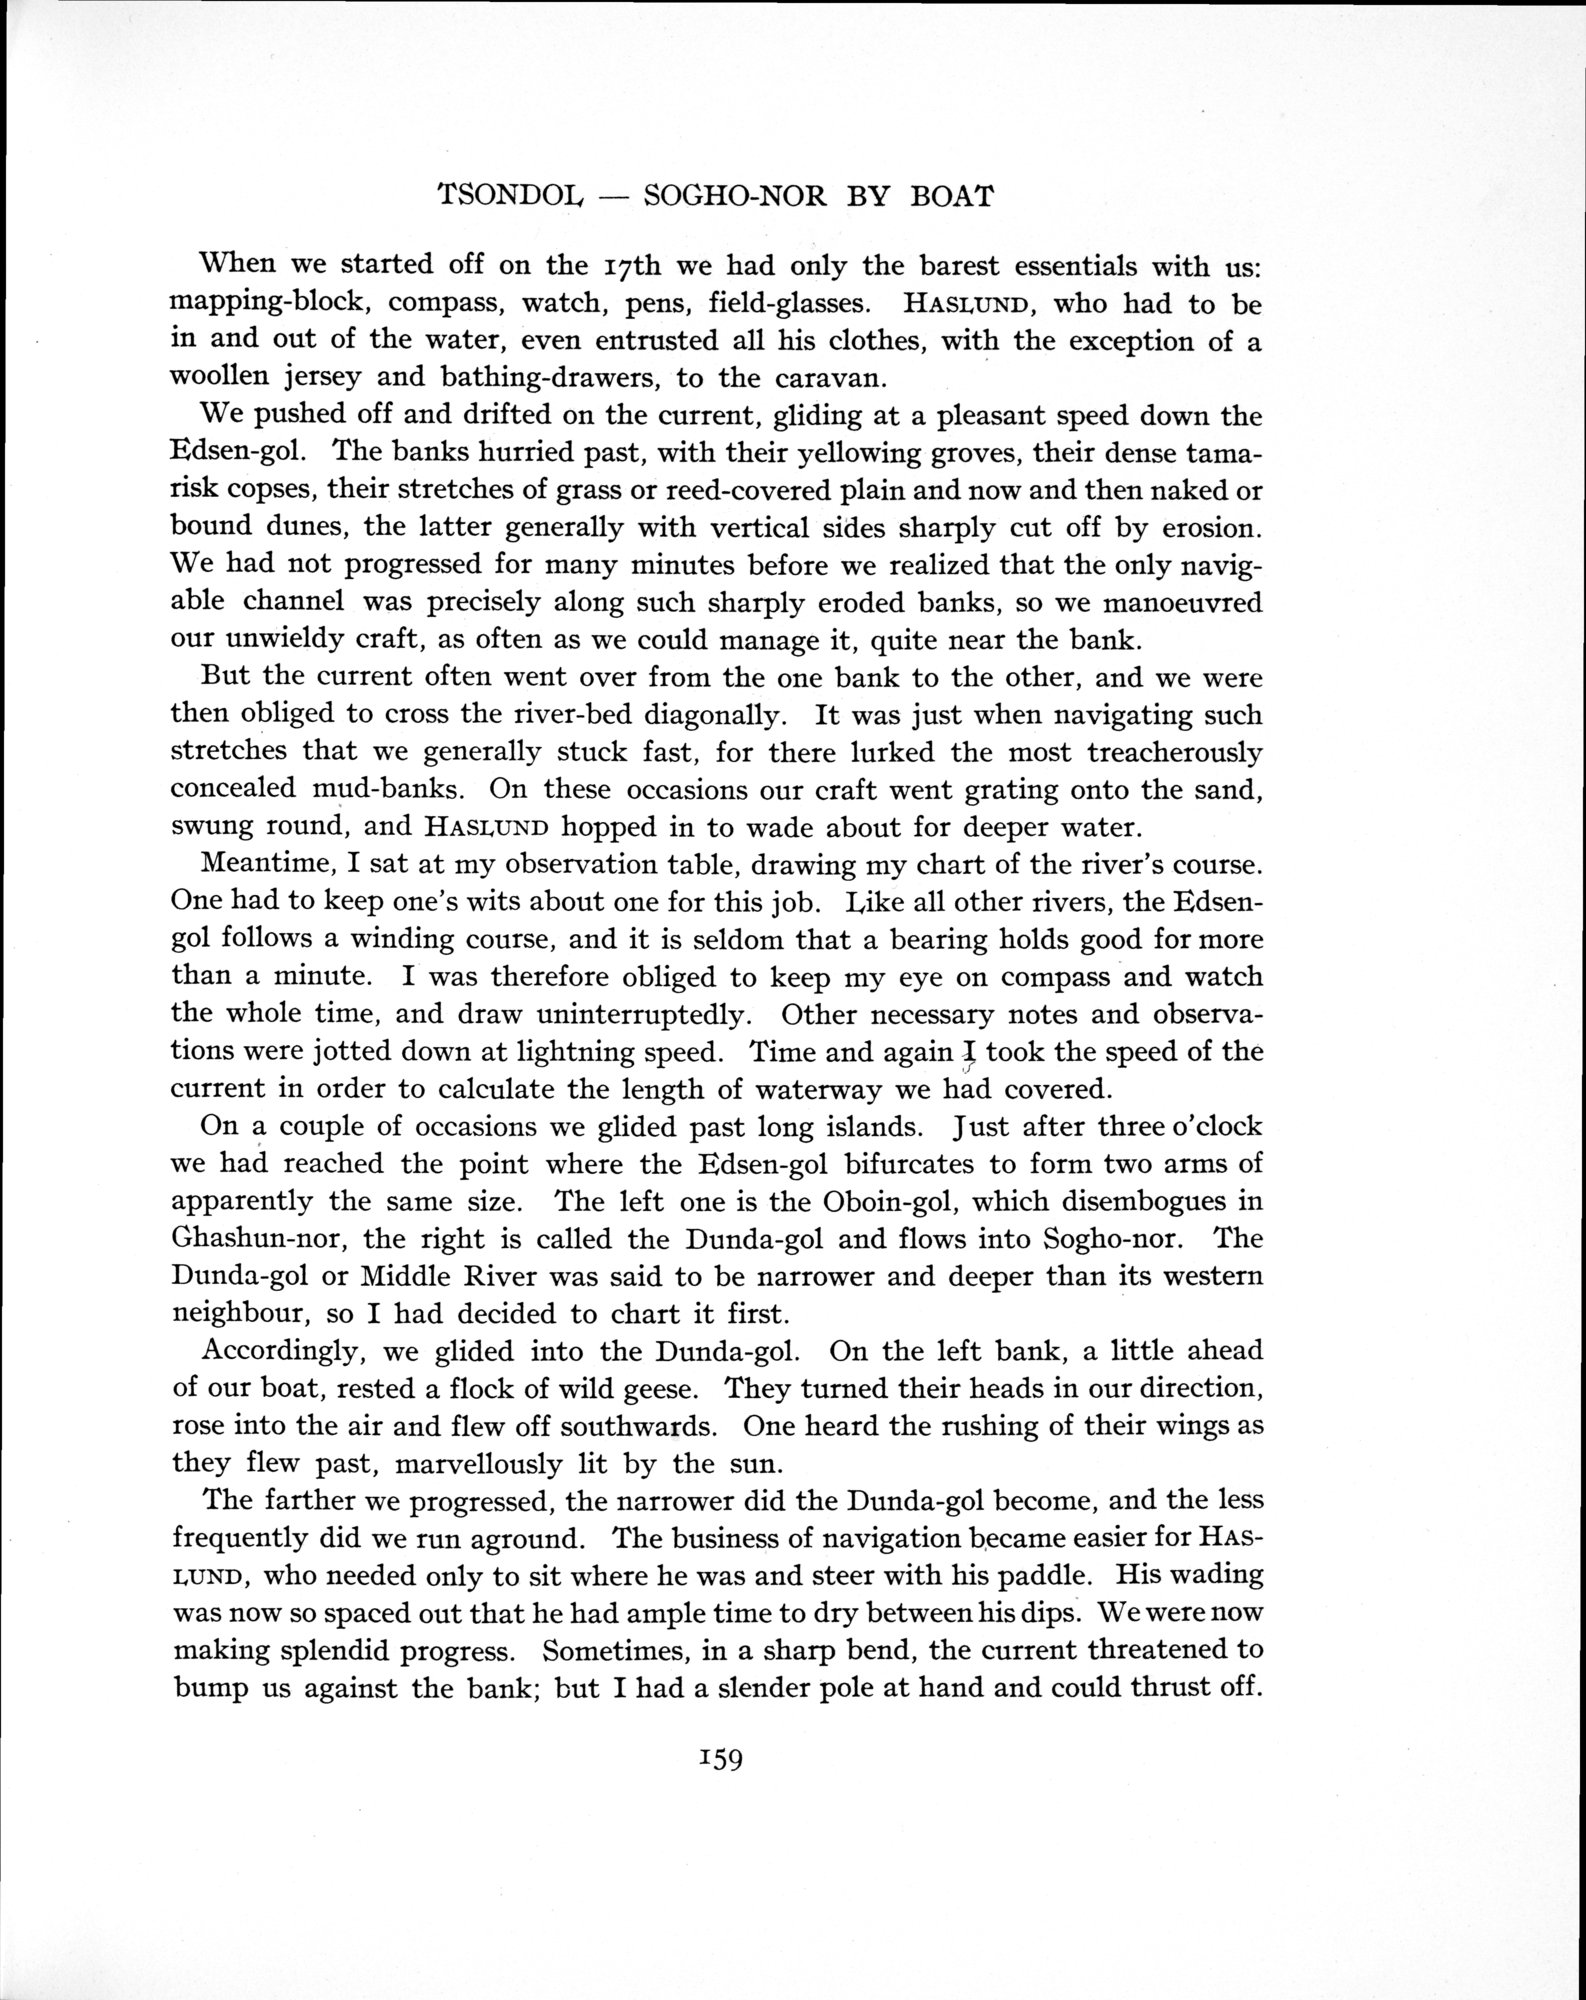 TSONDOL — SOGHO-NOR BY BOAT
When we started off on the 17th we had only the barest essentials with us:
mapping-block, compass, watch, pens, field-glasses. HASLUND, who had to be
in and out of the water, even entrusted all his clothes, with the exception of a
woollen jersey and bathing-drawers, to the caravan.
We pushed off and drifted on the current, gliding at a pleasant speed down the
Edsen-gol. The banks hurried past, with their yellowing groves, their dense tama-
risk copses, their stretches of grass or reed-covered plain and now and then naked or
bound dunes, the latter generally with vertical sides sharply cut off by erosion.
We had not progressed for many minutes before we realized that the only navig-
able channel was precisely along such sharply eroded banks, so we manoeuvred
our unwieldy craft, as often as we could manage it, quite near the bank.
But the current often went over from the one bank to the other, and we were
then obliged to cross the river-bed diagonally. It was just when navigating such
stretches that we generally stuck fast, for there lurked the most treacherously
concealed mud-banks. On these occasions our craft went grating onto the sand,
swung round, and HASLUND hopped in to wade about for deeper water.
Meantime, I sat at my observation table, drawing my chart of the river's course.
One had to keep one's wits about one for this job. Like all other rivers, the Edsen-
gol follows a winding course, and it is seldom that a bearing holds good for more
than a minute. I was therefore obliged to keep my eye on compass and watch
the whole time, and draw uninterruptedly. Other necessary notes and observa-
tions were jotted down at lightning speed. Time and again I took the speed of the
current in order to calculate the length of waterway we had covered.
On a couple of occasions we glided past long islands. Just after three o'clock
we had reached the point where the Edsen-gol bifurcates to form two arms of
apparently the same size. The left one is the Oboin-gol, which disembogues in
Ghashun-nor, the right is called the Dunda-gol and flows into Sogho-nor. The
Dunda-gol or Middle River was said to be narrower and deeper than its western
neighbour, so I had decided to chart it first.
Accordingly, we glided into the Dunda-gol. On the left bank, a little ahead
of our boat, rested a flock of wild geese. They turned their heads in our direction,
rose into the air and flew off southwards. One heard the rushing of their wings as
they flew past, marvellously lit by the sun.
The farther we progressed, the narrower did the Dunda-gol become, and the less
frequently did we run aground. The business of navigation became easier for HAS-
LUND, who needed only to sit where he was and steer with his paddle. His wading
was now so spaced out that he had ample time to dry between his dips. We were now
making splendid progress. Sometimes, in a sharp bend, the current threatened to
bump us against the bank; but I had a slender pole at hand and could thrust off.
159